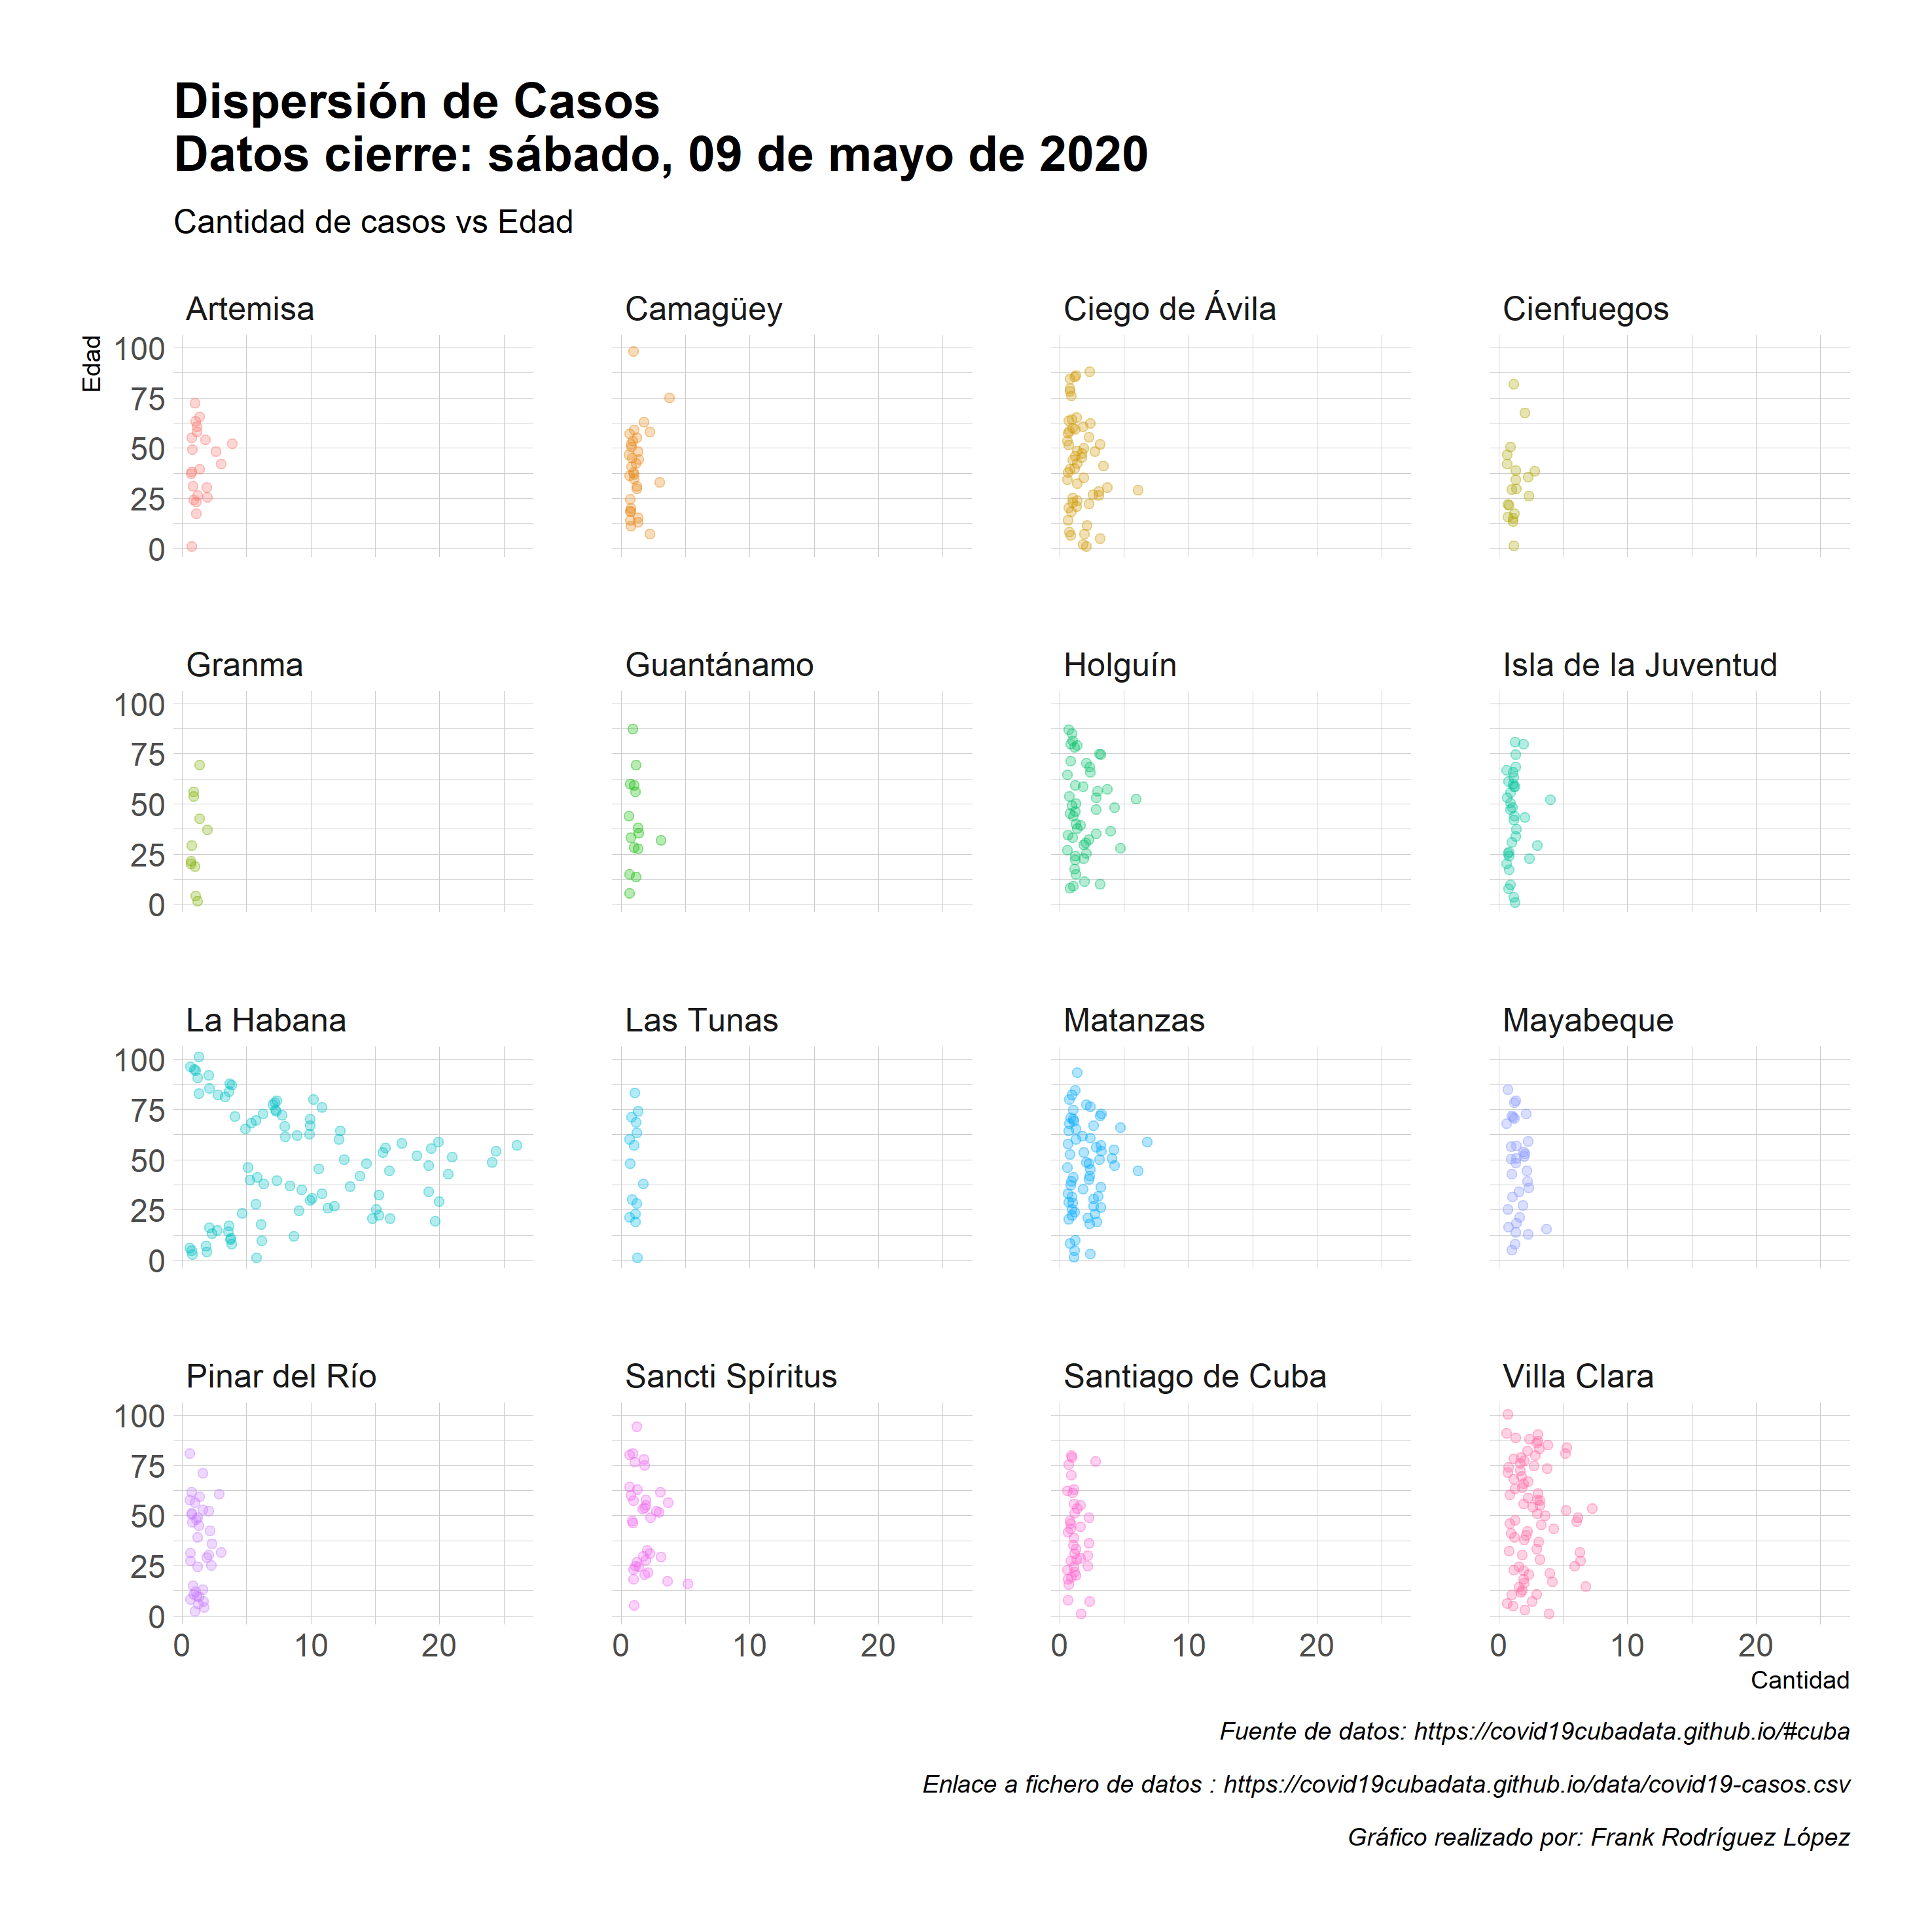 Dispersión de Casos
Datos cierre: sábado, 09 de mayo de 2020
Cantidad de casos vs Edad
Artemisa Camagüey Ciego de Ávila Cienfuegos
Edad
100
75
50
25
0
Granma Guantánamo Holguín Isla de la Juventud
100
75
50
25
0
La Habana Las Tunas Matanzas Mayabeque
100
75
50
25
0
Pinar del Río Sancti Spíritus Santiago de Cuba Villa Clara
100
75
50
25
0
0 10 20 0 10 20 0 10 20 0 10 20
Cantidad
Fuente de datos: https://covid19cubadata.github.io/#cuba
Enlace a fichero de datos : https://covid19cubadata.github.io/data/covid19-casos.csv
Gráfico realizado por: Frank Rodríguez López